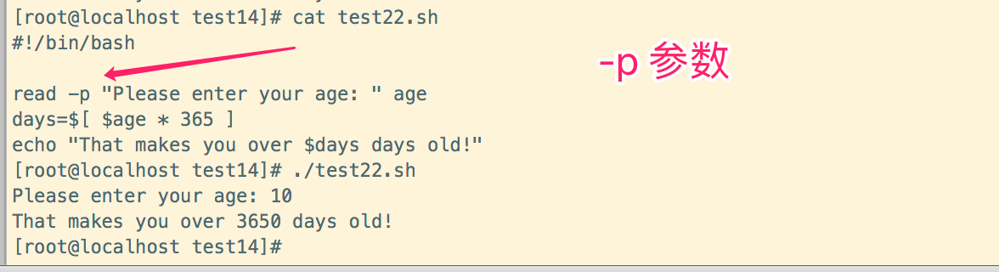 [root@localhost test14]# cat test22.sh
#!/bin/bash
-p 参数
read -p "Please enter your age: " age
days=$[ $age * 365 ]
echo "That makes you over $days days old!"
[root@localhost test14]# ./test22.sh
Please enter your age: 10
That makes you over 3650 days old!
[root@localhost test14]#